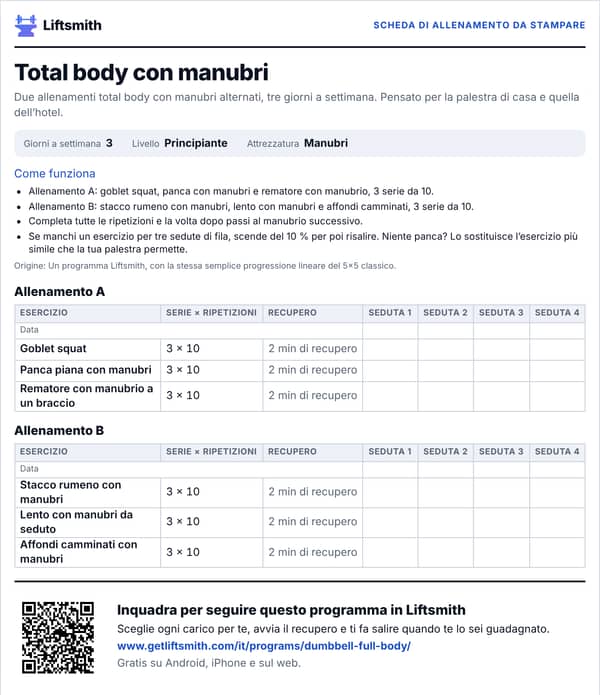 Liftsmith
SCHEDA DI ALLENAMENTO DA STAMPARE
Total body con manubri
Due allenamenti total body con manubri alternati, tre giorni a settimana. Pensato per la palestra di casa e quella
dell’hotel.
Giorni a settimana 3 Livello Principiante Attrezzatura Manubri
Come funziona
• Allenamento A: goblet squat, panca con manubri e rematore con manubrio, 3 serie da 10.
• Allenamento B: stacco rumeno con manubri, lento con manubri e affondi camminati, 3 serie da 10.
• Completa tutte le ripetizioni e la volta dopo passi al manubrio successivo.
• Se manchi un esercizio per tre sedute di fila, scende del 10 % per poi risalire. Niente panca? Lo sostituisce l’esercizio più
simile che la tua palestra permette.
Origine: Un programma Liftsmith, con la stessa semplice progressione lineare del 5×5 classico.
Allenamento A
ESERCIZIO SERIE × RIPETIZIONI RECUPERO SEDUTA 1 SEDUTA 2 SEDUTA 3 SEDUTA 4
Data
Goblet squat 3 × 10 2 min di recupero
Panca piana con manubri 3 × 10 2 min di recupero
Rematore con manubrio a
un braccio 3 × 10 2 min di recupero
Allenamento B
ESERCIZIO SERIE × RIPETIZIONI RECUPERO SEDUTA 1 SEDUTA 2 SEDUTA 3 SEDUTA 4
Data
Stacco rumeno con
manubri 3 × 10 2 min di recupero
Lento con manubri da
seduto 3 × 10 2 min di recupero
Affondi camminati con
manubri 3 × 10 2 min di recupero
Inquadra per seguire questo programma in Liftsmith
Sceglie ogni carico per te, avvia il recupero e ti fa salire quando te lo sei guadagnato.
www.getliftsmith.com/it/programs/dumbbell-full-body/
Gratis su Android, iPhone e sul web.